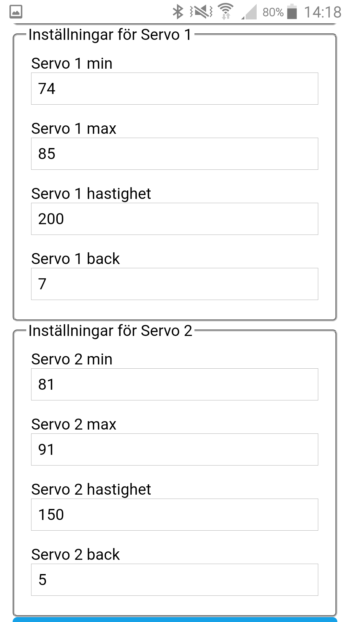 80% 14:18
Inställningar för Servo 1
Servo 1 min
74
Servo 1 max
85
Servo 1 hastighet
200
Servo 1 back
7
Inställningar för Servo 2
Servo 2 min
81
Servo 2 max
91
Servo 2 hastighet
150
Servo 2 back
5